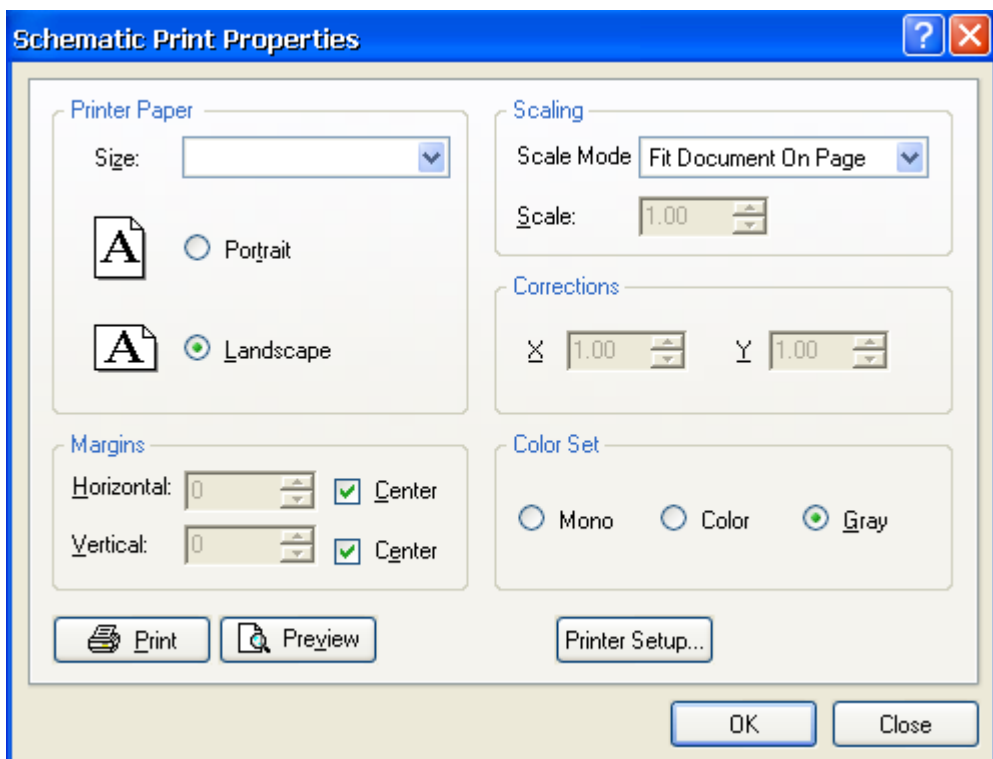 Schematic Print Properties
Printer Paper
Size:
A Portrait
A Landscape
Scaling
Scale Mode Fit Document On Page
Scale: 1.00
Corrections
X 1.00 Y 1.00
Margins
Horizontal: 0 Center
Vertical: 0 Center
Color Set
Mono Color Gray
Print Preview Printer Setup...
OK Close